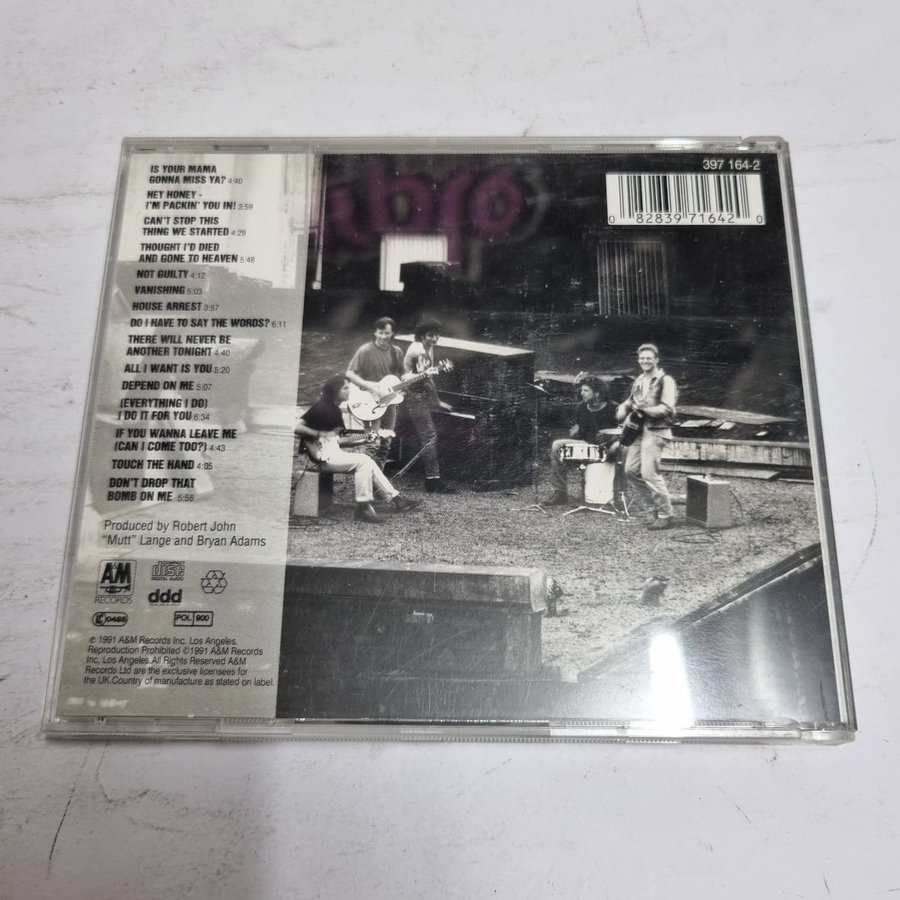 IS YOUR MAMA
GONNA MISS YA? 4:40
HEY HONEY -
I'M PACKIN' YOU IN! 3:59
CAN'T STOP THIS
THING WE STARTED 4:29
THOUGHT I'D DIED
AND GONE TO HEAVEN 5:48
NOT GUILTY 4:12
VANISHING 5:03
HOUSE ARREST 3:57
DO I HAVE TO SAY THE WORDS? 6:11
THERE WILL NEVER BE
ANOTHER TONIGHT 4:40
ALL I WANT IS YOU 5:20
DEPEND ON ME 5:07
(EVERYTHING I DO)
I DO IT FOR YOU 6:34
IF YOU WANNA LEAVE ME
(CAN I COME TOO?) 4:43
TOUCH THE HAND 4:05
DON'T DROP THAT
BOMB ON ME 5:58
Produced by Robert John
"Mutt" Lange and Bryan Adams
A&M
RECORDS
COMPACT
disc
DIGITAL AUDIO
ddd
LC 0485
POL 900
℗ 1991 A&M Records Inc. Los Angeles.
Reproduction Prohibited ©1991 A&M Records
Inc, Los Angeles.All Rights Reserved A&M
Records Ltd are the exclusive licensees for
the UK.Country of manufacture as stated on label.
397 164-2
0 82839 71642 0